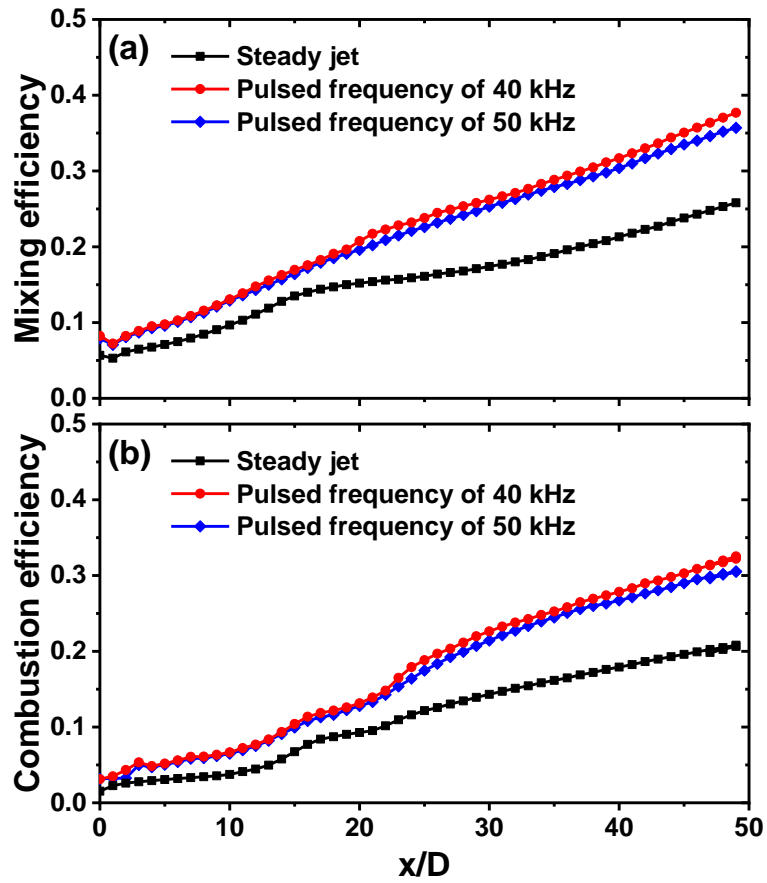 (a)
Steady jet
Pulsed frequency of 40 kHz
Pulsed frequency of 50 kHz
Mixing efficiency
0.5
0.4
0.3
0.2
0.1
0.0
(b)
Steady jet
Pulsed frequency of 40 kHz
Pulsed frequency of 50 kHz
Combustion efficiency
0.5
0.4
0.3
0.2
0.1
0.0
0 10 20 30 40 50
x/D